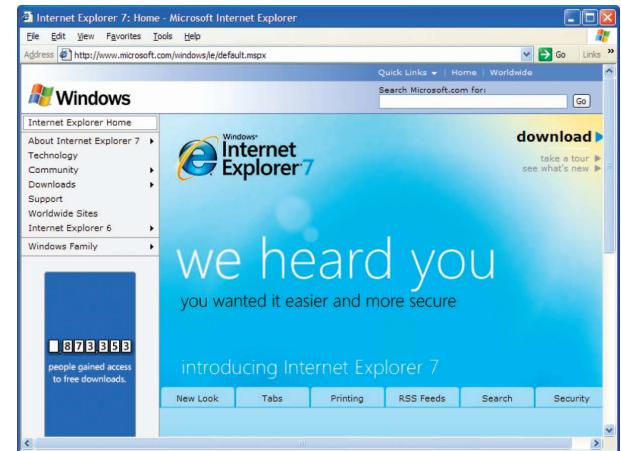 Internet Explorer 7: Home - Microsoft Internet Explorer
File Edit View Favorites Tools Help
Address http://www.microsoft.com/windows/ie/default.mspx Go Links »
Quick Links | Home | Worldwide
Windows
Search Microsoft.com for:
Go
Internet Explorer Home
About Internet Explorer 7
Technology
Community
Downloads
Support
Worldwide Sites
Internet Explorer 6
Windows Family
Windows®
Internet
Explorer 7
download
take a tour
see what's new
we heard you
you wanted it easier and more secure
873353
people gained access
to free downloads.
introducing Internet Explorer 7
New Look Tabs Printing RSS Feeds Search Security